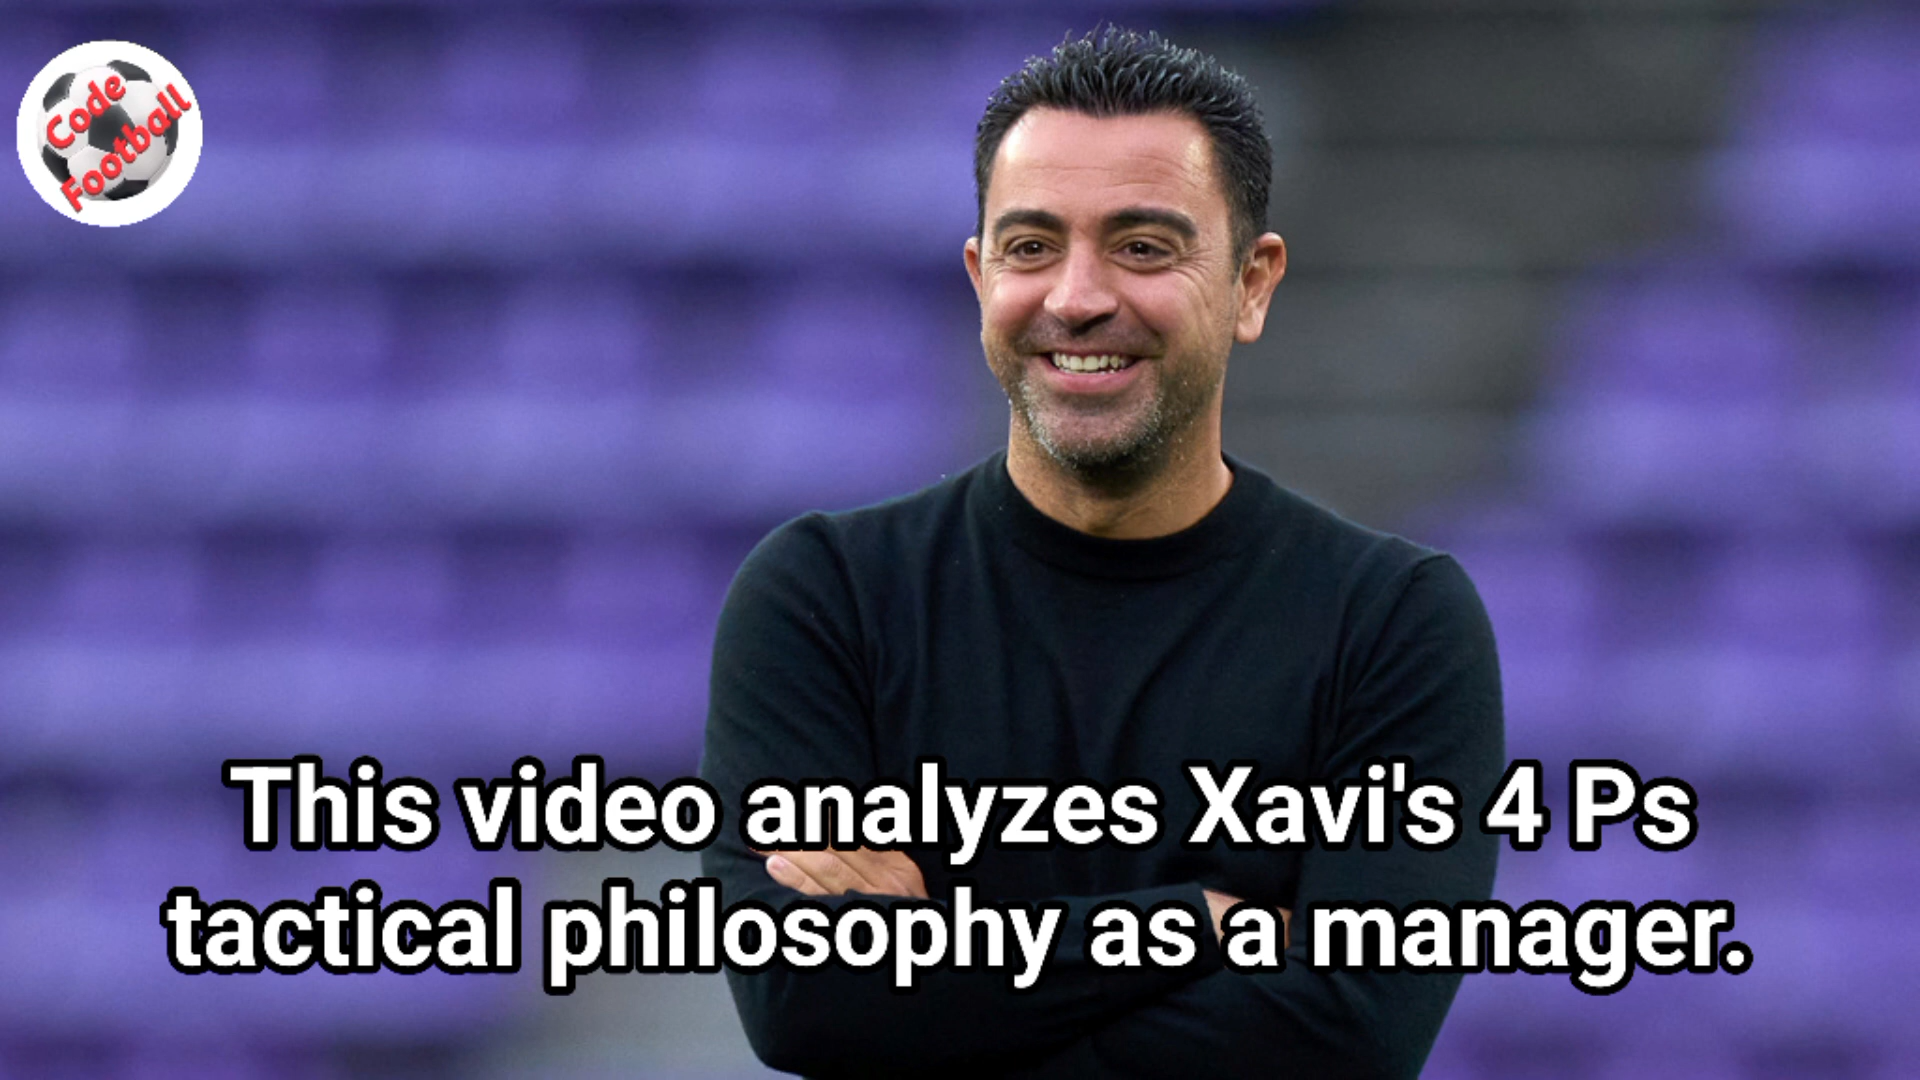 Code
Football
This video analyzes Xavi's 4 Ps
tactical philosophy as a manager.